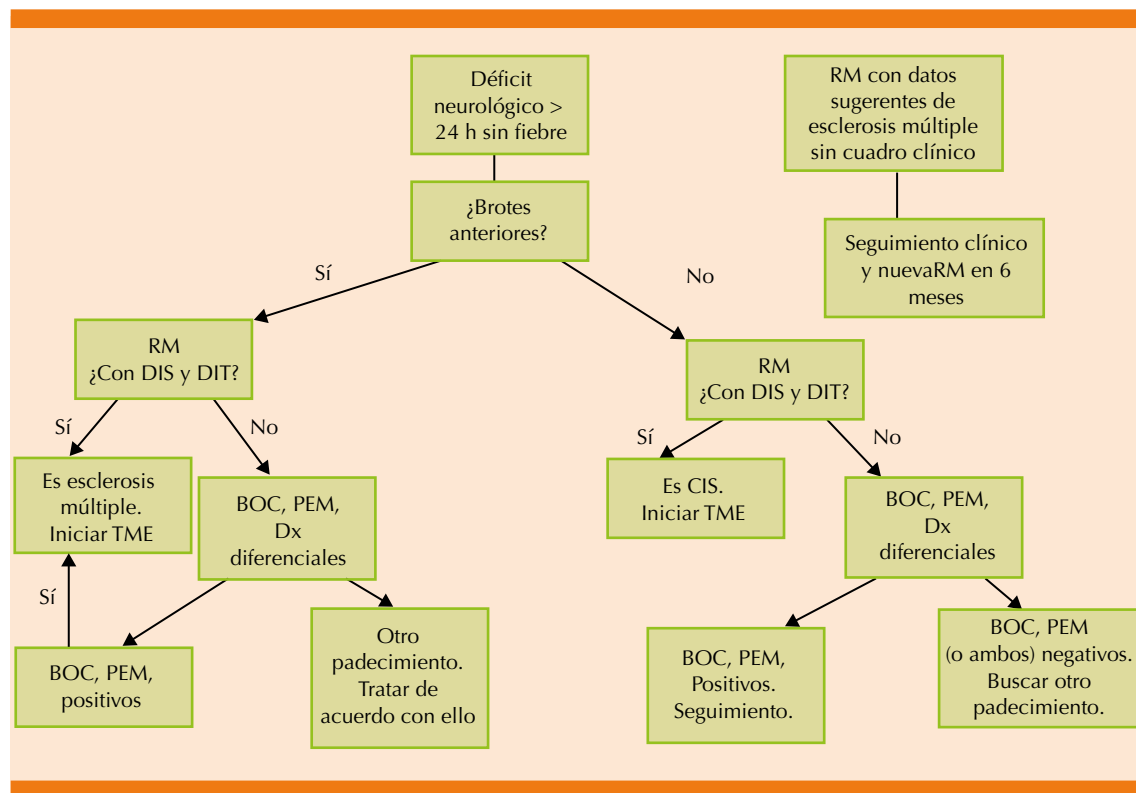 Déficit
neurológico >
24 h sin fiebre
RM con datos
sugerentes de
esclerosis múltiple
sin cuadro clínico
¿Brotes
anteriores?
Seguimiento clínico
y nuevaRM en 6
meses
Sí
No
RM
¿Con DIS y DIT?
RM
¿Con DIS y DIT?
Sí
No
Sí
No
Es esclerosis
múltiple.
Iniciar TME
BOC, PEM,
Dx
diferenciales
Es CIS.
Iniciar TME
BOC, PEM,
Dx
diferenciales
Sí
BOC, PEM,
positivos
Otro
padecimiento.
Tratar de
acuerdo con ello
BOC, PEM,
Positivos.
Seguimiento.
BOC, PEM
(o ambos) negativos.
Buscar otro
padecimiento.